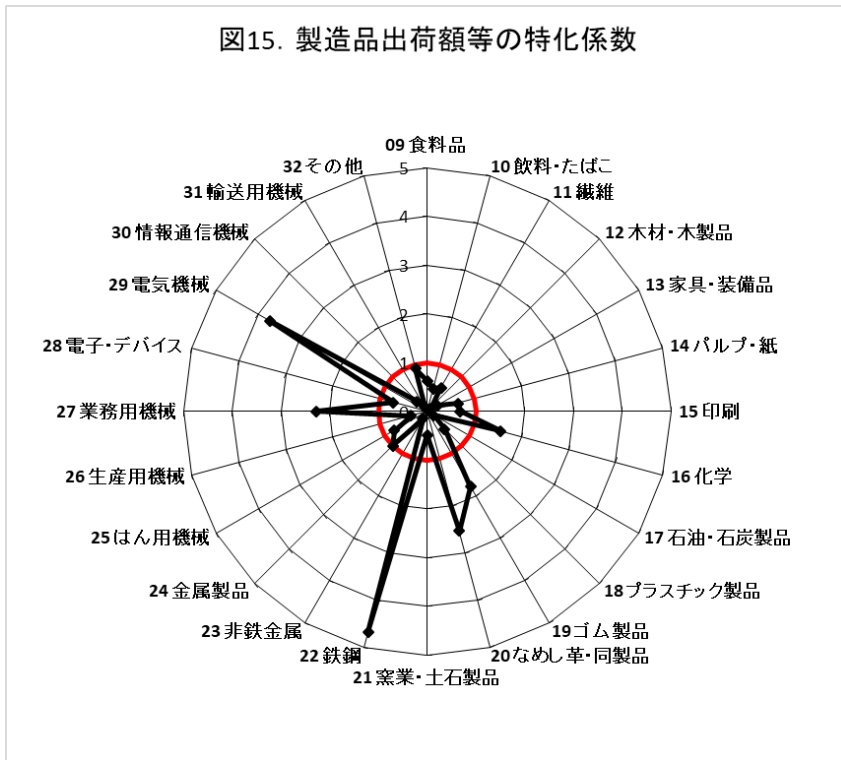 図15. 製造品出荷額等の特化係数
09 食料品
10 飲料・たばこ
11 繊維
12 木材・木製品
13 家具・装備品
14 パルプ・紙
15 印刷
16 化学
17 石油・石炭製品
18 プラスチック製品
19 ゴム製品
20 なめし革・同製品
21 窯業・土石製品
22 鉄鋼
23 非鉄金属
24 金属製品
25 はん用機械
26 生産用機械
27 業務用機械
28 電子・デバイス
29 電気機械
30 情報通信機械
31 輸送用機械
32 その他
5
4
3
2
1
0